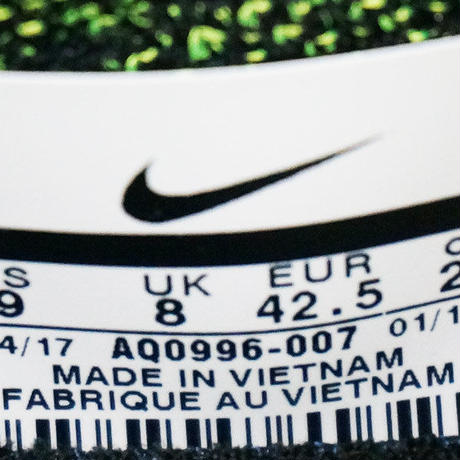 S UK EUR
9 8 42.5 2
4/17 AQ0996-007 01/1
MADE IN VIETNAM
FABRIQUE AU VIETNAM